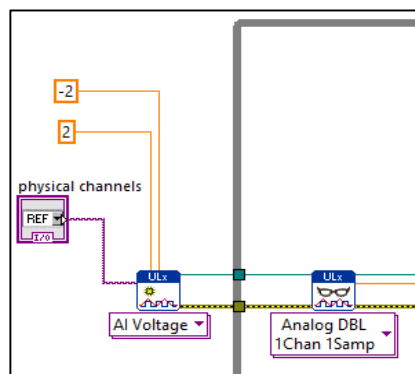 -2
2
physical channels
REF
I/O
ULx
ULx
AI Voltage
Analog DBL
1Chan 1Samp